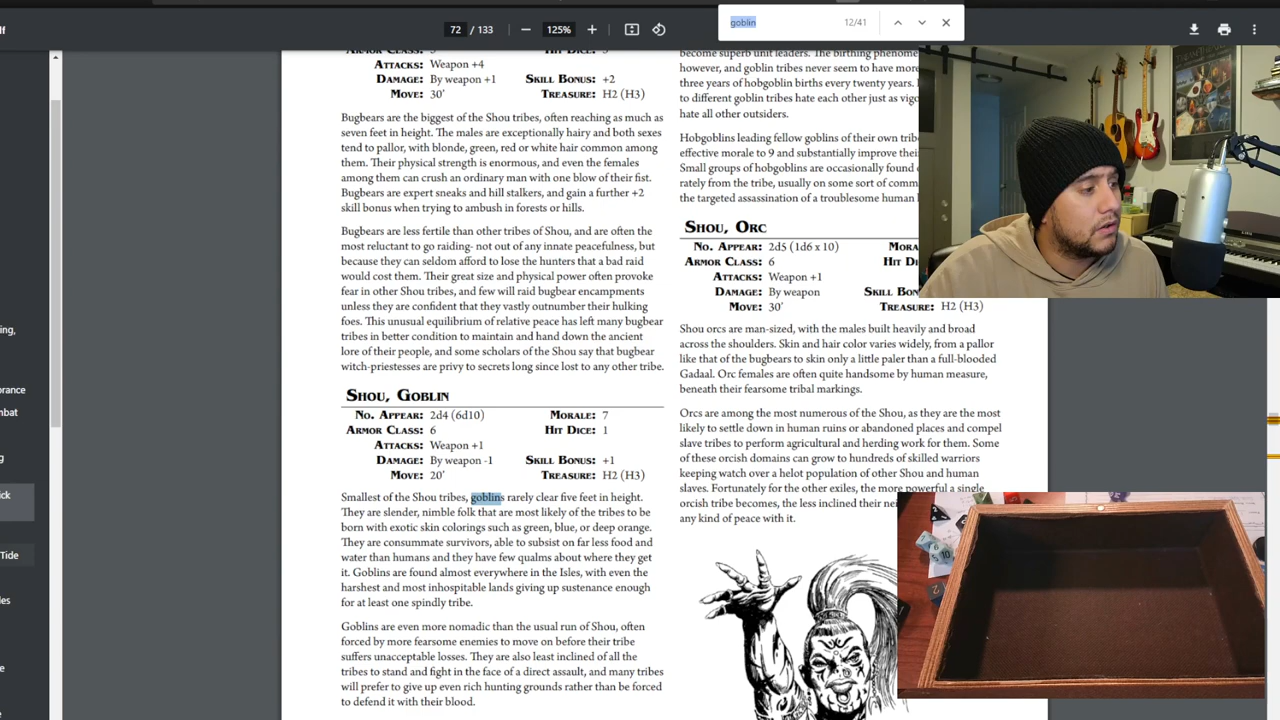 lf
72 / 133
125%
goblin
12/41
Attacks: Weapon +4
Damage: By weapon +1 Skill Bonus: +2
Move: 30' Treasure: H2 (H3)
Bugbears are the biggest of the Shou tribes, often reaching as much as
seven feet in height. The males are exceptionally hairy and both sexes
tend to pallor, with blonde, green, red or white hair common among
them. Their physical strength is enormous, and even the females
among them can crush an ordinary man with one blow of their fist.
Bugbears are expert sneaks and hill stalkers, and gain a further +2
skill bonus when trying to ambush in forests or hills.
Bugbears are less fertile than other tribes of Shou, and are often the
most reluctant to go raiding- not out of any innate peacefulness, but
because they can seldom afford to lose the hunters that a bad raid
would cost them. Their great size and physical power often provoke
fear in other Shou tribes, and few will raid bugbear encampments
unless they are confident that they vastly outnumber their hulking
foes. This unusual equilibrium of relative peace has left many bugbear
tribes in better condition to maintain and hand down the ancient
lore of their people, and some scholars of the Shou say that bugbear
witch-priestesses are privy to secrets long since lost to any other tribe.
Shou, Goblin
No. Appear: 2d4 (6d10) Morale: 7
Armor Class: 6 Hit Dice: 1
Attacks: Weapon +1
Damage: By weapon -1 Skill Bonus: +1
Move: 20' Treasure: H2 (H3)
Smallest of the Shou tribes, goblins rarely clear five feet in height.
They are slender, nimble folk that are most likely of the tribes to be
born with exotic skin colorings such as green, blue, or deep orange.
They are consummate survivors, able to subsist on far less food and
water than humans and they have few qualms about where they get
it. Goblins are found almost everywhere in the Isles, with even the
harshest and most inhospitable lands giving up sustenance enough
for at least one spindly tribe.
Goblins are even more nomadic than the usual run of Shou, often
forced by more fearsome enemies to move on before their tribe
suffers unacceptable losses. They are also least inclined of all the
tribes to stand and fight in the face of a direct assault, and many tribes
will prefer to give up even rich hunting grounds rather than be forced
to defend it with their blood.
become superb unit leaders. The birthing phenome
however, and goblin tribes never seem to have more
three years of hobgoblin births every twenty years.
to different goblin tribes hate each other just as vigo
hate all other outsiders.
Hobgoblins leading fellow goblins of their own tribe
effective morale to 9 and substantially improve their
Small groups of hobgoblins are occasionally found
rately from the tribe, usually on some sort of comm
the targeted assassination of a troublesome human
Shou, Orc
No. Appear: 2d5 (1d6 x 10) Mora
Armor Class: 6 Hit D
Attacks: Weapon +1
Damage: By weapon Skill Bon
Move: 30' Treasure: H2 (H3)
Shou orcs are man-sized, with the males built heavily and broad
across the shoulders. Skin and hair color varies widely, from a pallor
like that of the bugbears to skin only a little paler than a full-blooded
Gadaal. Orc females are often quite handsome by human measure,
beneath their fearsome tribal markings.
Orcs are among the most numerous of the Shou, as they are the most
likely to settle down in human ruins or abandoned places and compel
slave tribes to perform agricultural and herding work for them. Some
of these orcish domains can grow to hundreds of skilled warriors
keeping watch over a helot population of other Shou and human
slaves. Fortunately for the other exiles, the more powerful a single
orcish tribe becomes, the less inclined their nei
any kind of peace with it.
ing,
orance
mbat
g
ick
Tide
les
s